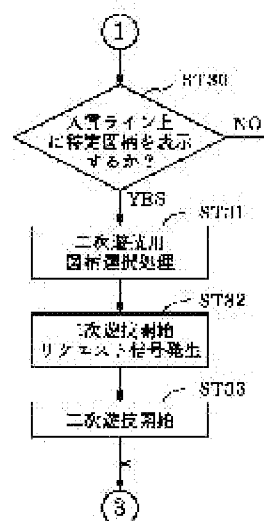 1
ST30
入賞ライン上
に特定図柄を表示
するか？
NO
YES
ST31
二次遊技用
図柄選択処理
ST32
二次遊技開始
リクエスト信号発生
ST33
二次遊技開始
3